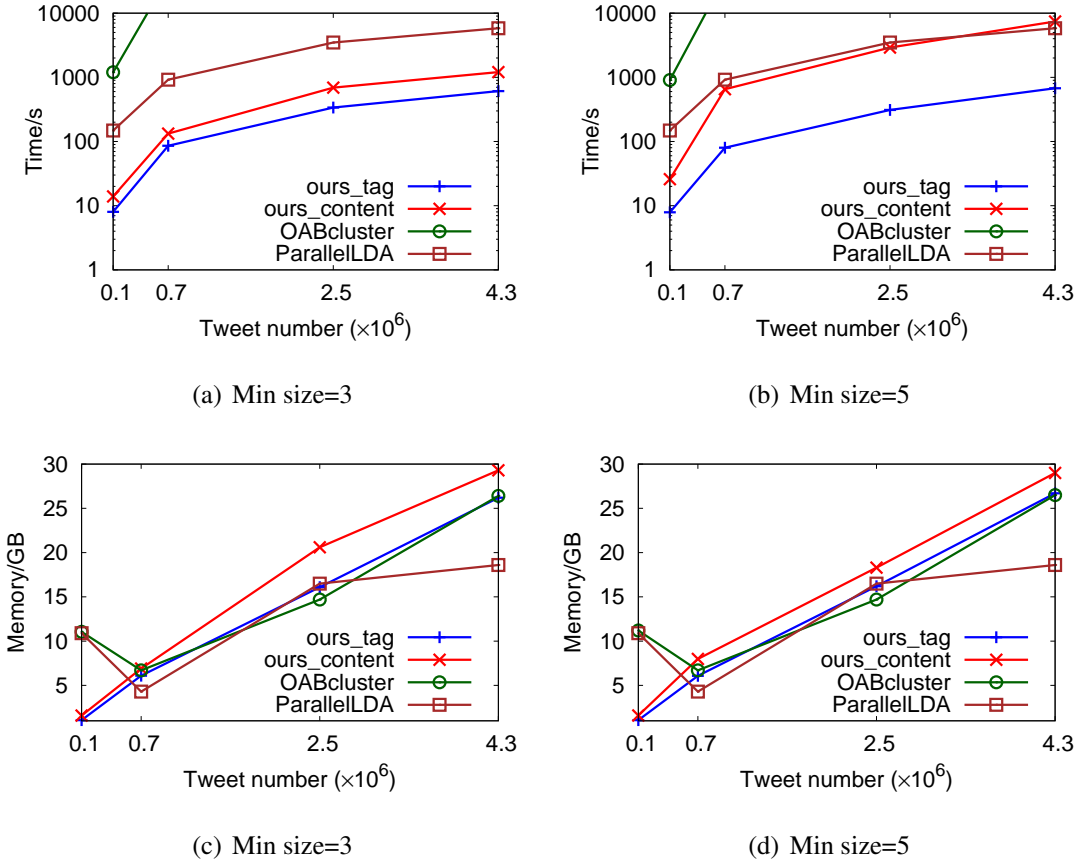 10000
1000
100
10
1
Time/s
ours_tag
ours_content
OABcluster
ParallelLDA
0.1 0.7 2.5 4.3
Tweet number (×10⁶)
(a) Min size=3
10000
1000
100
10
1
Time/s
ours_tag
ours_content
OABcluster
ParallelLDA
0.1 0.7 2.5 4.3
Tweet number (×10⁶)
(b) Min size=5
30
25
20
15
10
5
Memory/GB
ours_tag
ours_content
OABcluster
ParallelLDA
0.1 0.7 2.5 4.3
Tweet number (×10⁶)
(c) Min size=3
30
25
20
15
10
5
Memory/GB
ours_tag
ours_content
OABcluster
ParallelLDA
0.1 0.7 2.5 4.3
Tweet number (×10⁶)
(d) Min size=5